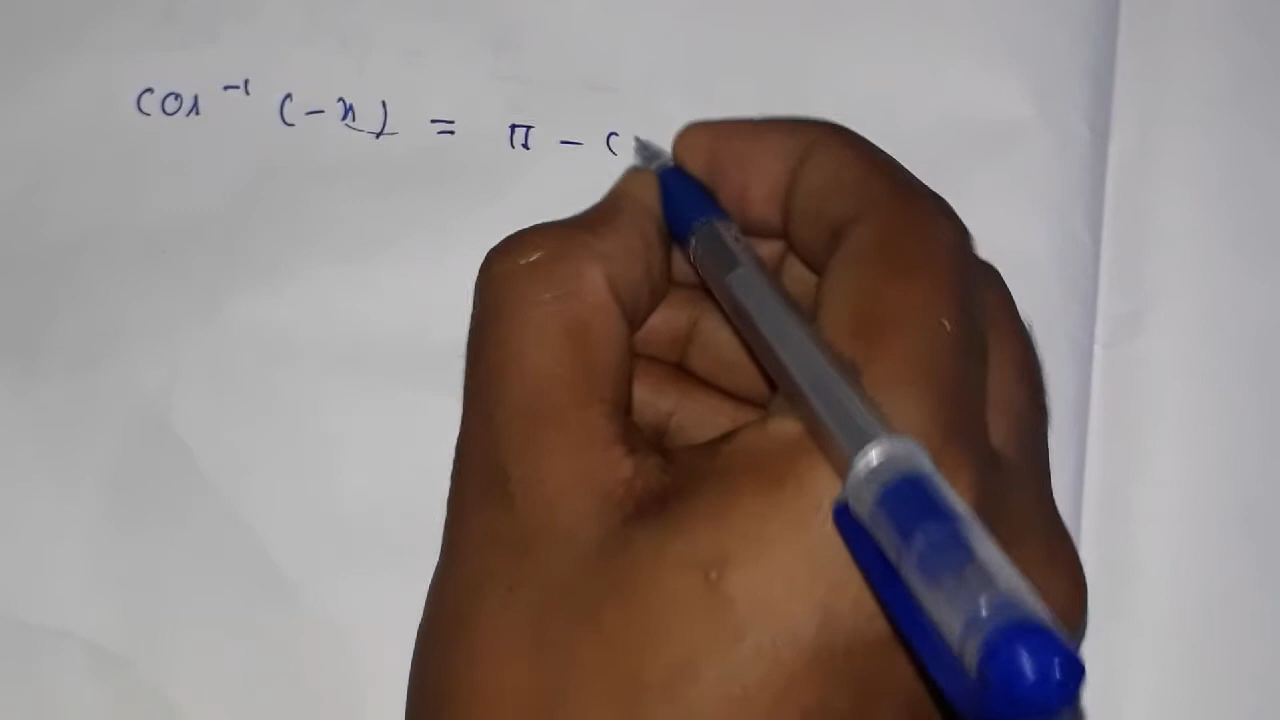 cos⁻¹ (-x) = π - c